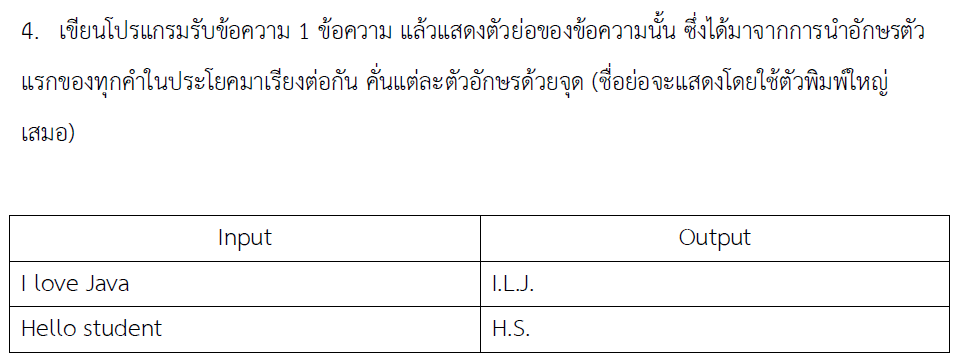 4. เขียนโปรแกรมรับข้อความ 1 ข้อความ แล้วแสดงตัวย่อของข้อความนั้น ซึ่งได้มาจากการนำอักษรตัว
แรกของทุกคำในประโยคมาเรียงต่อกัน คั่นแต่ละตัวอักษรด้วยจุด (ชื่อย่อจะแสดงโดยใช้ตัวพิมพ์ใหญ่
เสมอ)
Input Output
I love Java I.L.J.
Hello student H.S.